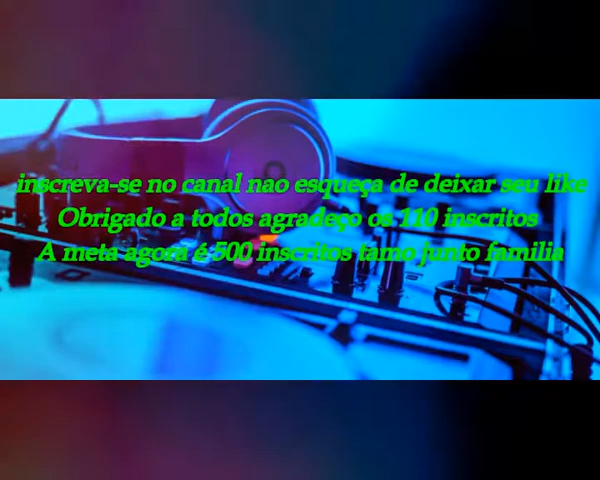 inscreva-se no canal nao esqueça de deixar seu like
Obrigado a todos agradeço os 110 inscritos
A meta agora é 500 inscritos tamo junto familia